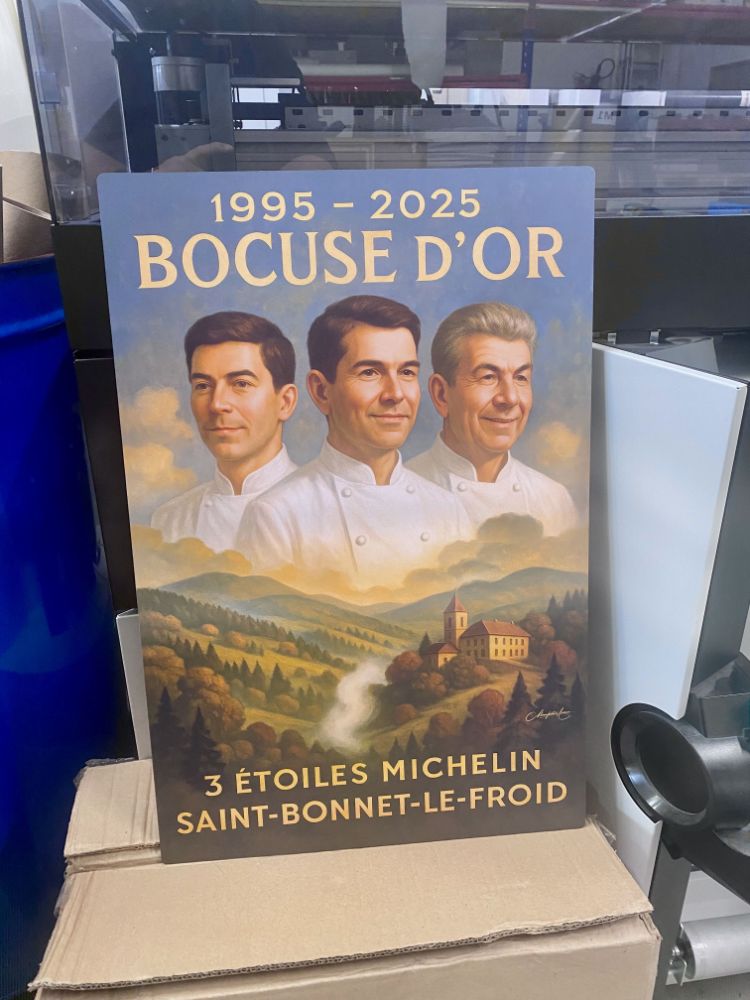 1995 – 2025
BOCUSE D'OR
3 ÉTOILES MICHELIN
SAINT-BONNET-LE-FROID